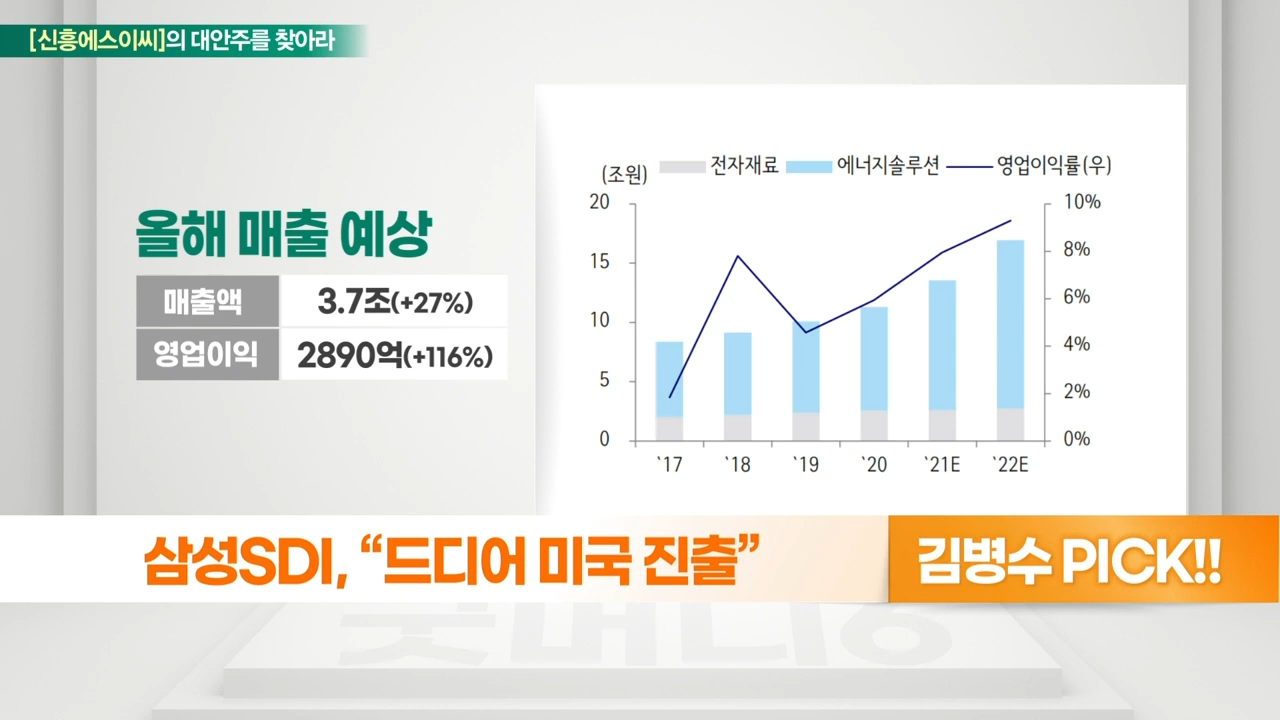 [신흥에스이씨]의 대안주를 찾아라
올해 매출 예상
매출액 3.7조(+27%)
영업이익 2890억(+116%)
(조원) 전자재료 에너지솔루션 영업이익률(우)
20 10%
15 8%
10 6%
5 4%
0 2%
0%
`17 `18 `19 `20 `21E `22E
삼성SDI, “드디어 미국 진출”
김병수 PICK!!
굿머니